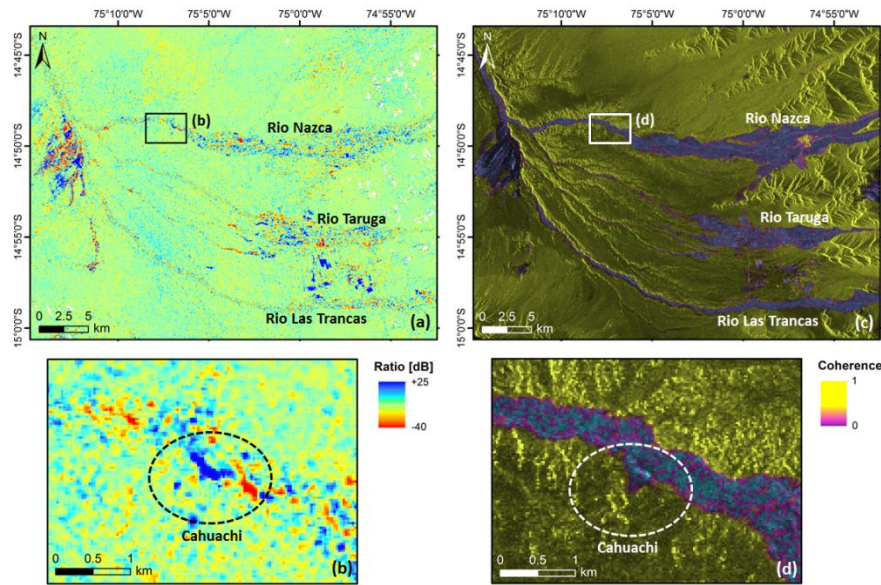 75°10'0"W 75°5'0"W 75°0'0"W 74°55'0"W
75°10'0"W 75°5'0"W 75°0'0"W 74°55'0"W
14°45'0"S
14°50'0"S
14°55'0"S
15°0'0"S
N
(b)
Rio Nazca
Rio Taruga
Rio Las Trancas
0 2.5 5
km
(a)
14°45'0"S
14°50'0"S
14°55'0"S
15°0'0"S
N
(d)
Rio Nazca
Rio Taruga
Rio Las Trancas
0 2.5 5
km
(c)
Cahuachi
0 0.5 1
km
(b)
Ratio [dB]
+25
-40
Cahuachi
0 0.5 1
km
(d)
Coherence
1
0